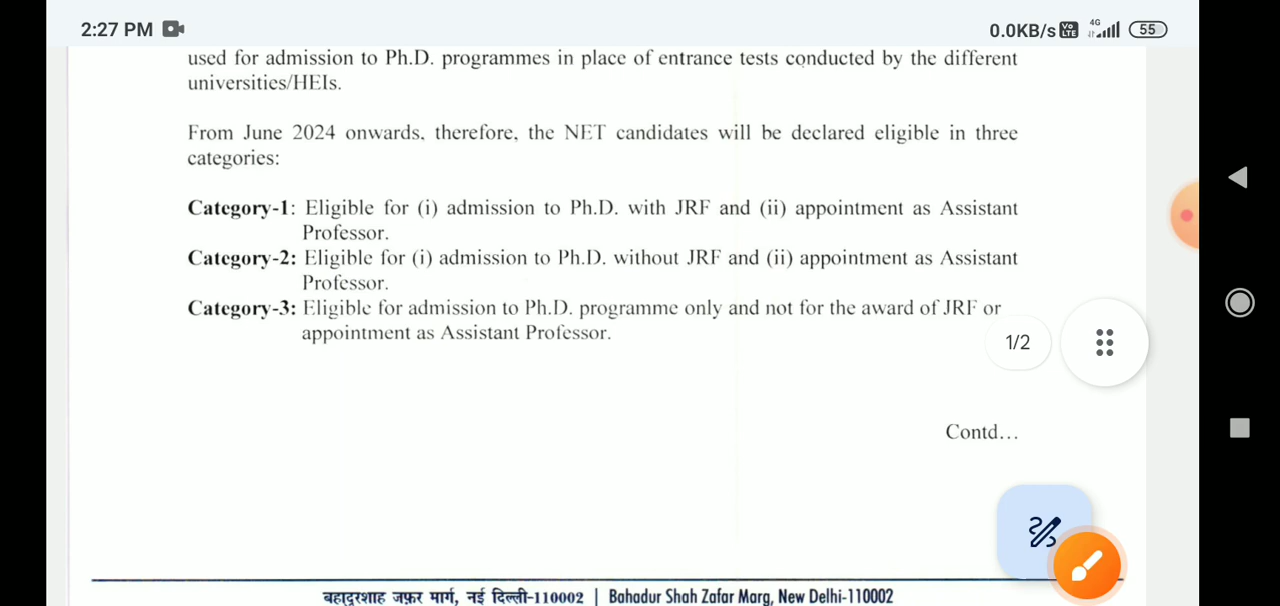 2:27 PM
0.0KB/s Vo LTE 4G 55
used for admission to Ph.D. programmes in place of entrance tests conducted by the different
universities/HEIs.
From June 2024 onwards, therefore, the NET candidates will be declared eligible in three
categories:
Category-1: Eligible for (i) admission to Ph.D. with JRF and (ii) appointment as Assistant
Professor.
Category-2: Eligible for (i) admission to Ph.D. without JRF and (ii) appointment as Assistant
Professor.
Category-3: Eligible for admission to Ph.D. programme only and not for the award of JRF or
appointment as Assistant Professor.
1/2
Contd...
बहादुरशाह जफ़र मार्ग, नई दिल्ली-110002 | Bahadur Shah Zafar Marg, New Delhi-110002